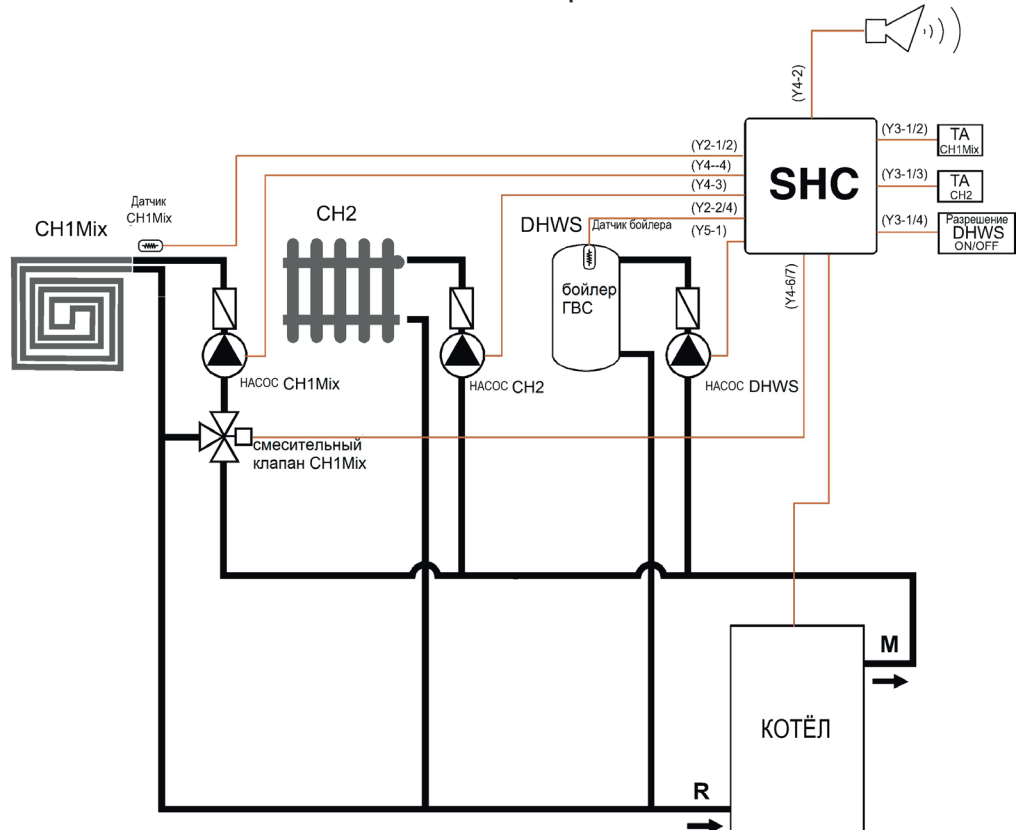 (Y4-2)
(Y2-1/2)
(Y4--4)
(Y4-3)
(Y2-2/4)
(Y5-1)
SHC
(Y3-1/2)
TA
CH1Mix
(Y3-1/3)
TA
CH2
(Y3-1/4)
Разрешение
DHWS
ON/OFF
(Y4-6/7)
Датчик
CH1Mix
CH1Mix
CH2
DHWS
Датчик бойлера
бойлер
ГВС
НАСОС CH1Mix
НАСОС CH2
НАСОС DHWS
смесительный
клапан CH1Mix
M
КОТЁЛ
R